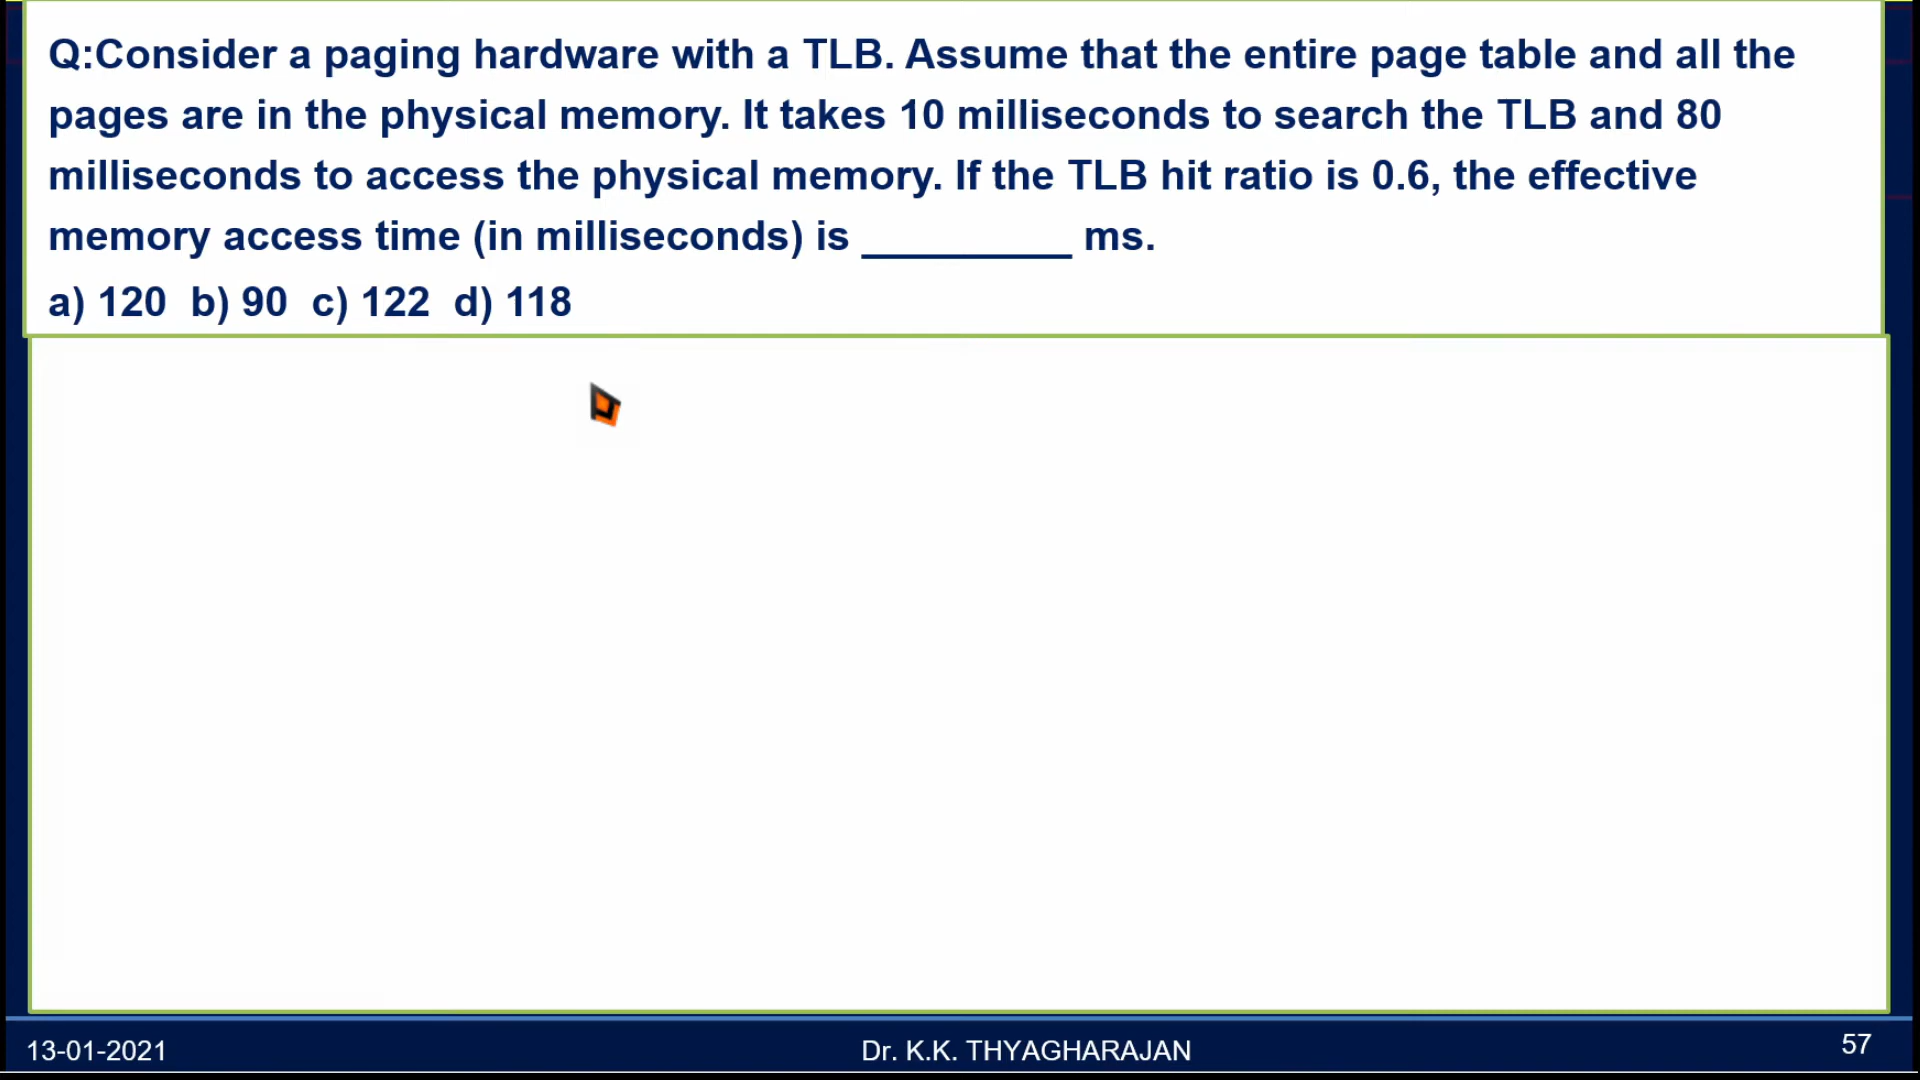 Q:Consider a paging hardware with a TLB. Assume that the entire page table and all the
pages are in the physical memory. It takes 10 milliseconds to search the TLB and 80
milliseconds to access the physical memory. If the TLB hit ratio is 0.6, the effective
memory access time (in milliseconds) is _________ ms.
a) 120 b) 90 c) 122 d) 118
13-01-2021
Dr. K.K. THYAGHARAJAN
57